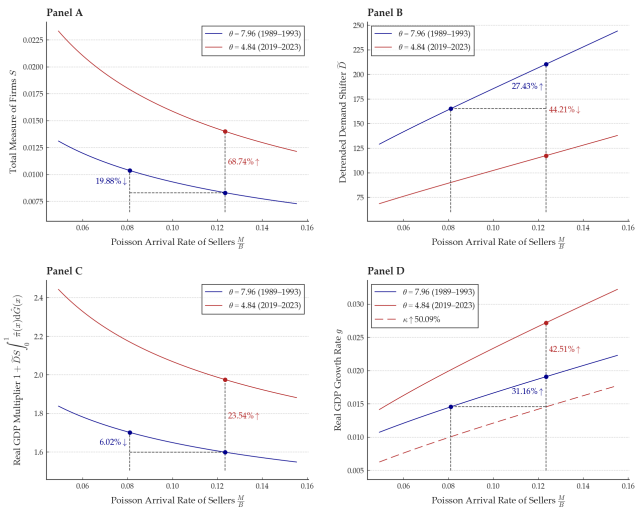 Panel A
Total Measure of Firms S
0.0225
0.0200
0.0175
0.0150
0.0125
0.0100
0.0075
θ = 7.96 (1989–1993)
θ = 4.84 (2019–2023)
68.74% ↑
19.88% ↓
0.06 0.08 0.10 0.12 0.14 0.16
Poisson Arrival Rate of Sellers M/B
Panel B
Detrended Demand Shifter D̃
250
225
200
175
150
125
100
75
θ = 7.96 (1989–1993)
θ = 4.84 (2019–2023)
27.43% ↑
44.21% ↓
0.06 0.08 0.10 0.12 0.14 0.16
Poisson Arrival Rate of Sellers M/B
Panel C
Real GDP Multiplier 1 + D̃S ∫₀¹ π̂(x)dĜ(x)
2.4
2.2
2.0
1.8
1.6
θ = 7.96 (1989–1993)
θ = 4.84 (2019–2023)
23.54% ↑
6.02% ↓
0.06 0.08 0.10 0.12 0.14 0.16
Poisson Arrival Rate of Sellers M/B
Panel D
Real GDP Growth Rate g
0.030
0.025
0.020
0.015
0.010
0.005
θ = 7.96 (1989–1993)
θ = 4.84 (2019–2023)
κ ↑ 50.09%
42.51% ↑
31.16% ↑
0.06 0.08 0.10 0.12 0.14 0.16
Poisson Arrival Rate of Sellers M/B